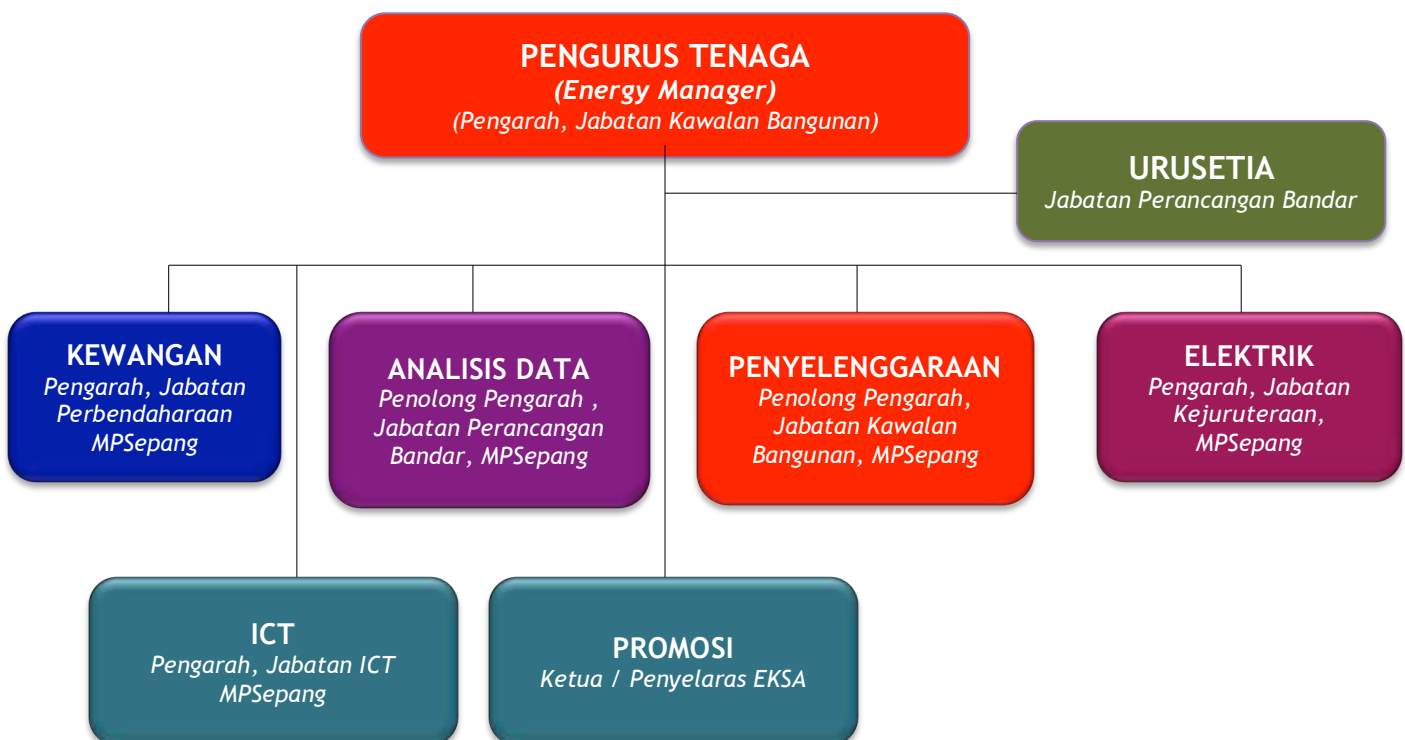 PENGURUS TENAGA
(Energy Manager)
(Pengarah, Jabatan Kawalan Bangunan)
URUSETIA
Jabatan Perancangan Bandar
KEWANGAN
Pengarah, Jabatan
Perbendaharaan
MPSepang
ANALISIS DATA
Penolong Pengarah ,
Jabatan Perancangan
Bandar, MPSepang
PENYELENGGARAAN
Penolong Pengarah,
Jabatan Kawalan
Bangunan, MPSepang
ELEKTRIK
Pengarah, Jabatan
Kejuruteraan,
MPSepang
ICT
Pengarah, Jabatan ICT
MPSepang
PROMOSI
Ketua / Penyelaras EKSA